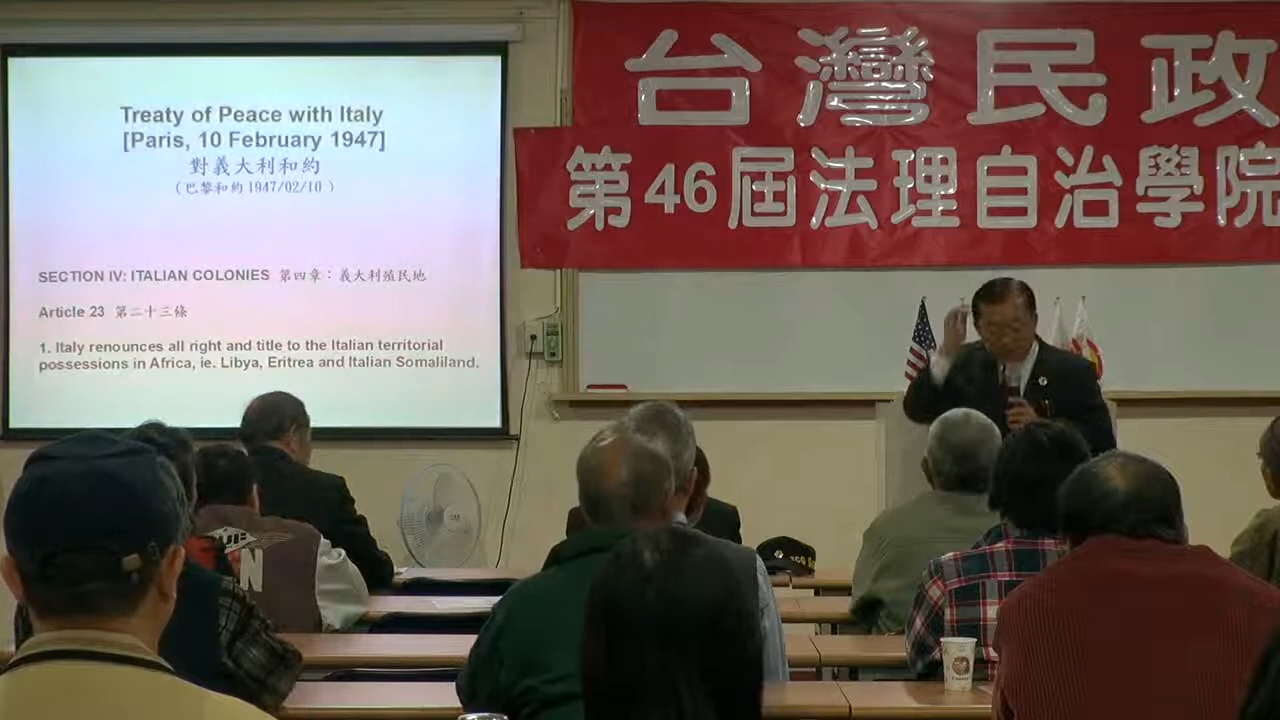 Treaty of Peace with Italy
[Paris, 10 February 1947]
對義大利和約
(巴黎和約 1947/02/10 )
SECTION IV: ITALIAN COLONIES 第四章：義大利殖民地
Article 23 第二十三條
1. Italy renounces all right and title to the Italian territorial
possessions in Africa, ie. Libya, Eritrea and Italian Somaliland.
台灣民政
第46屆法理自治學院
N